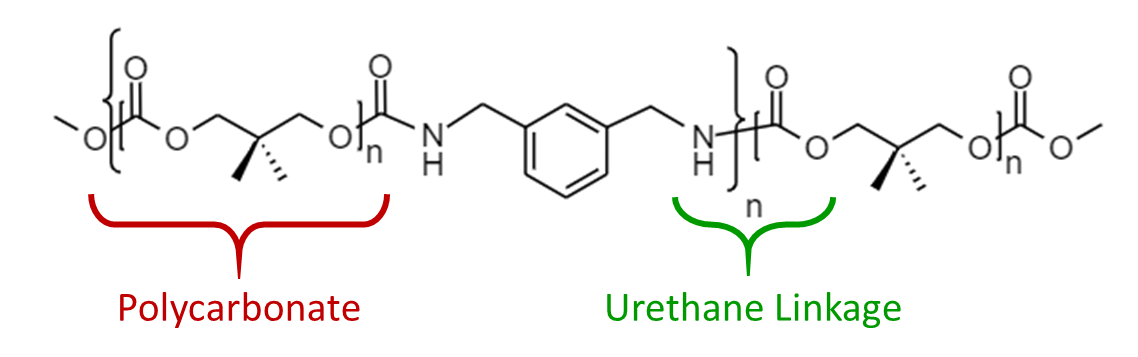 O O O O
O O O n N H N H n O O n O
Polycarbonate Urethane Linkage